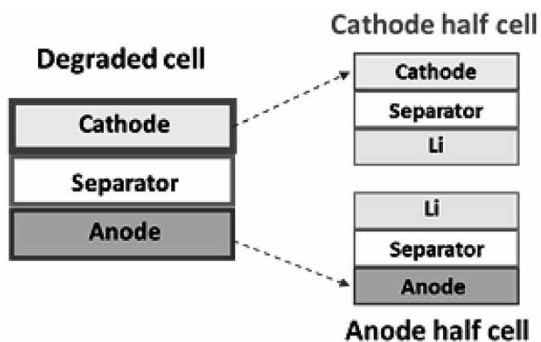 Degraded cell
Cathode
Separator
Anode
Cathode half cell
Cathode
Separator
Li
Li
Separator
Anode
Anode half cell